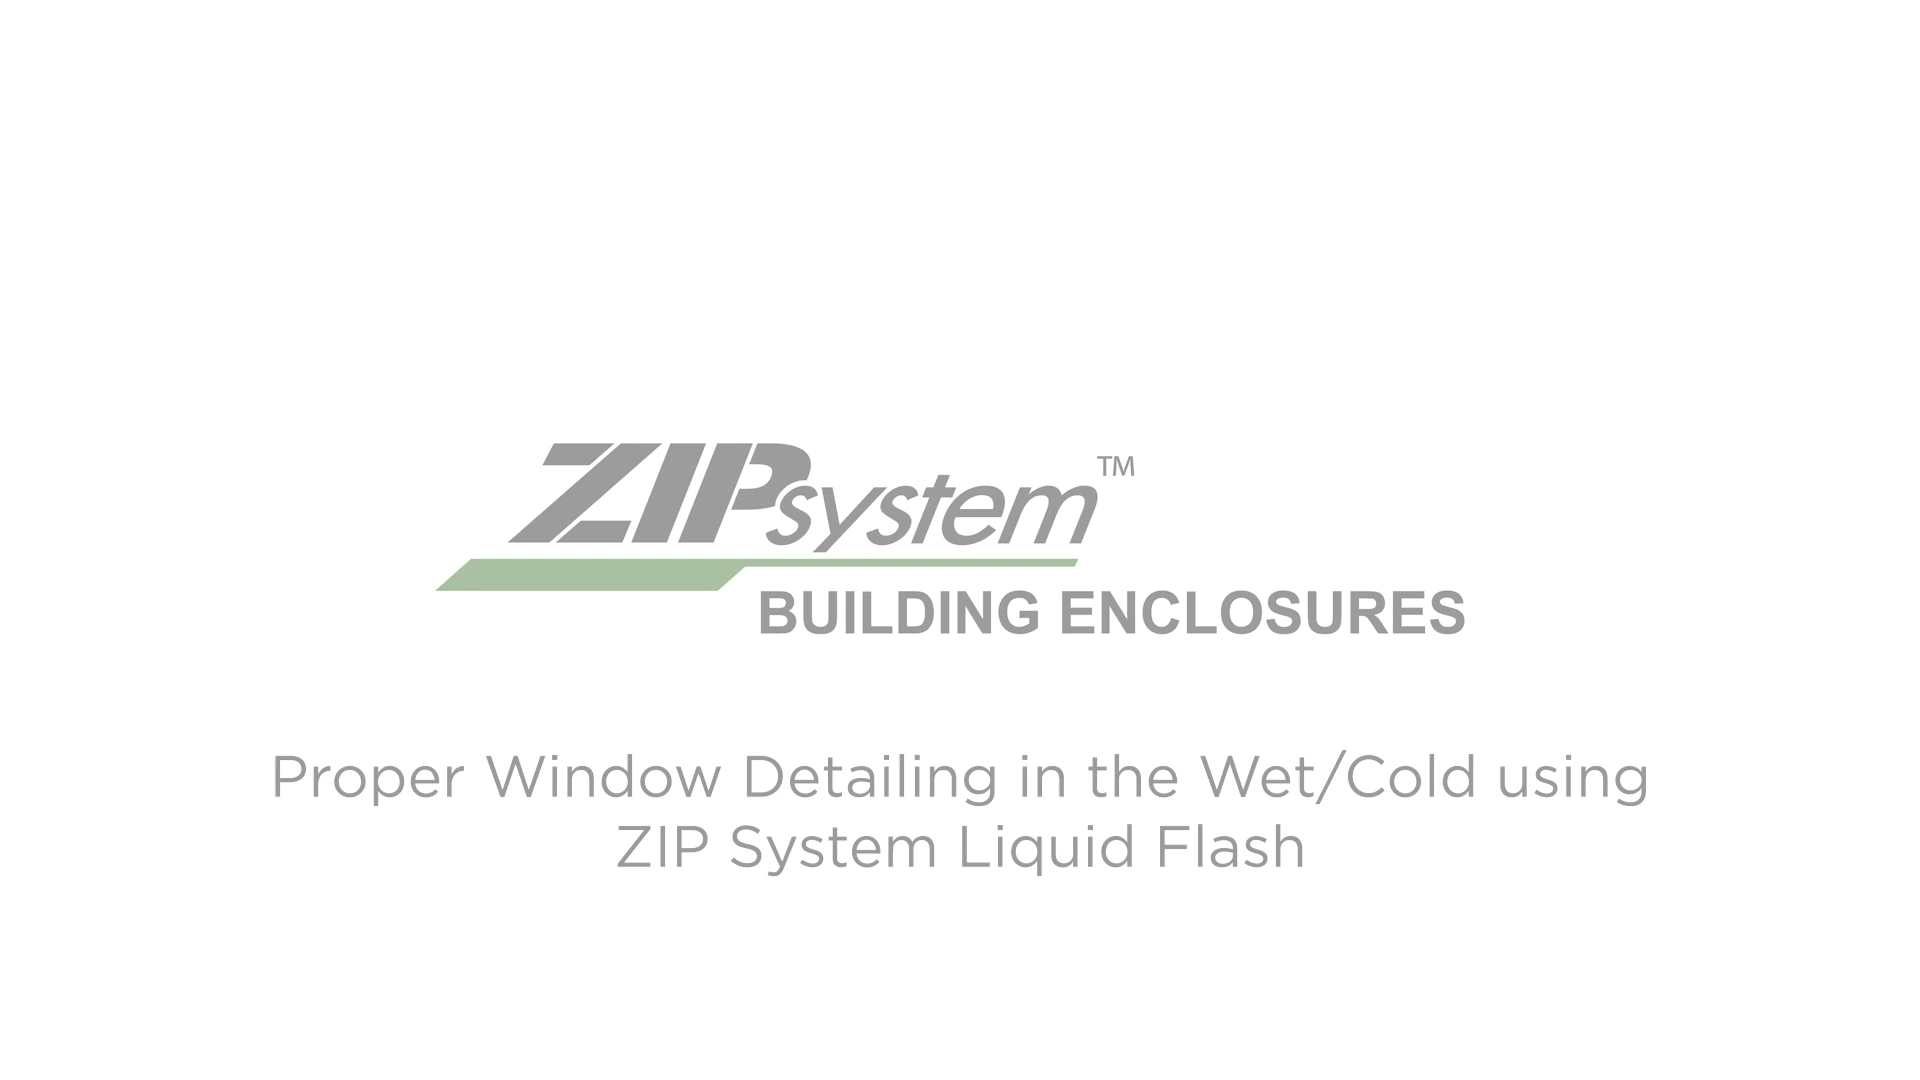 ZIPsystem™
BUILDING ENCLOSURES
Proper Window Detailing in the Wet/Cold using
ZIP System Liquid Flash